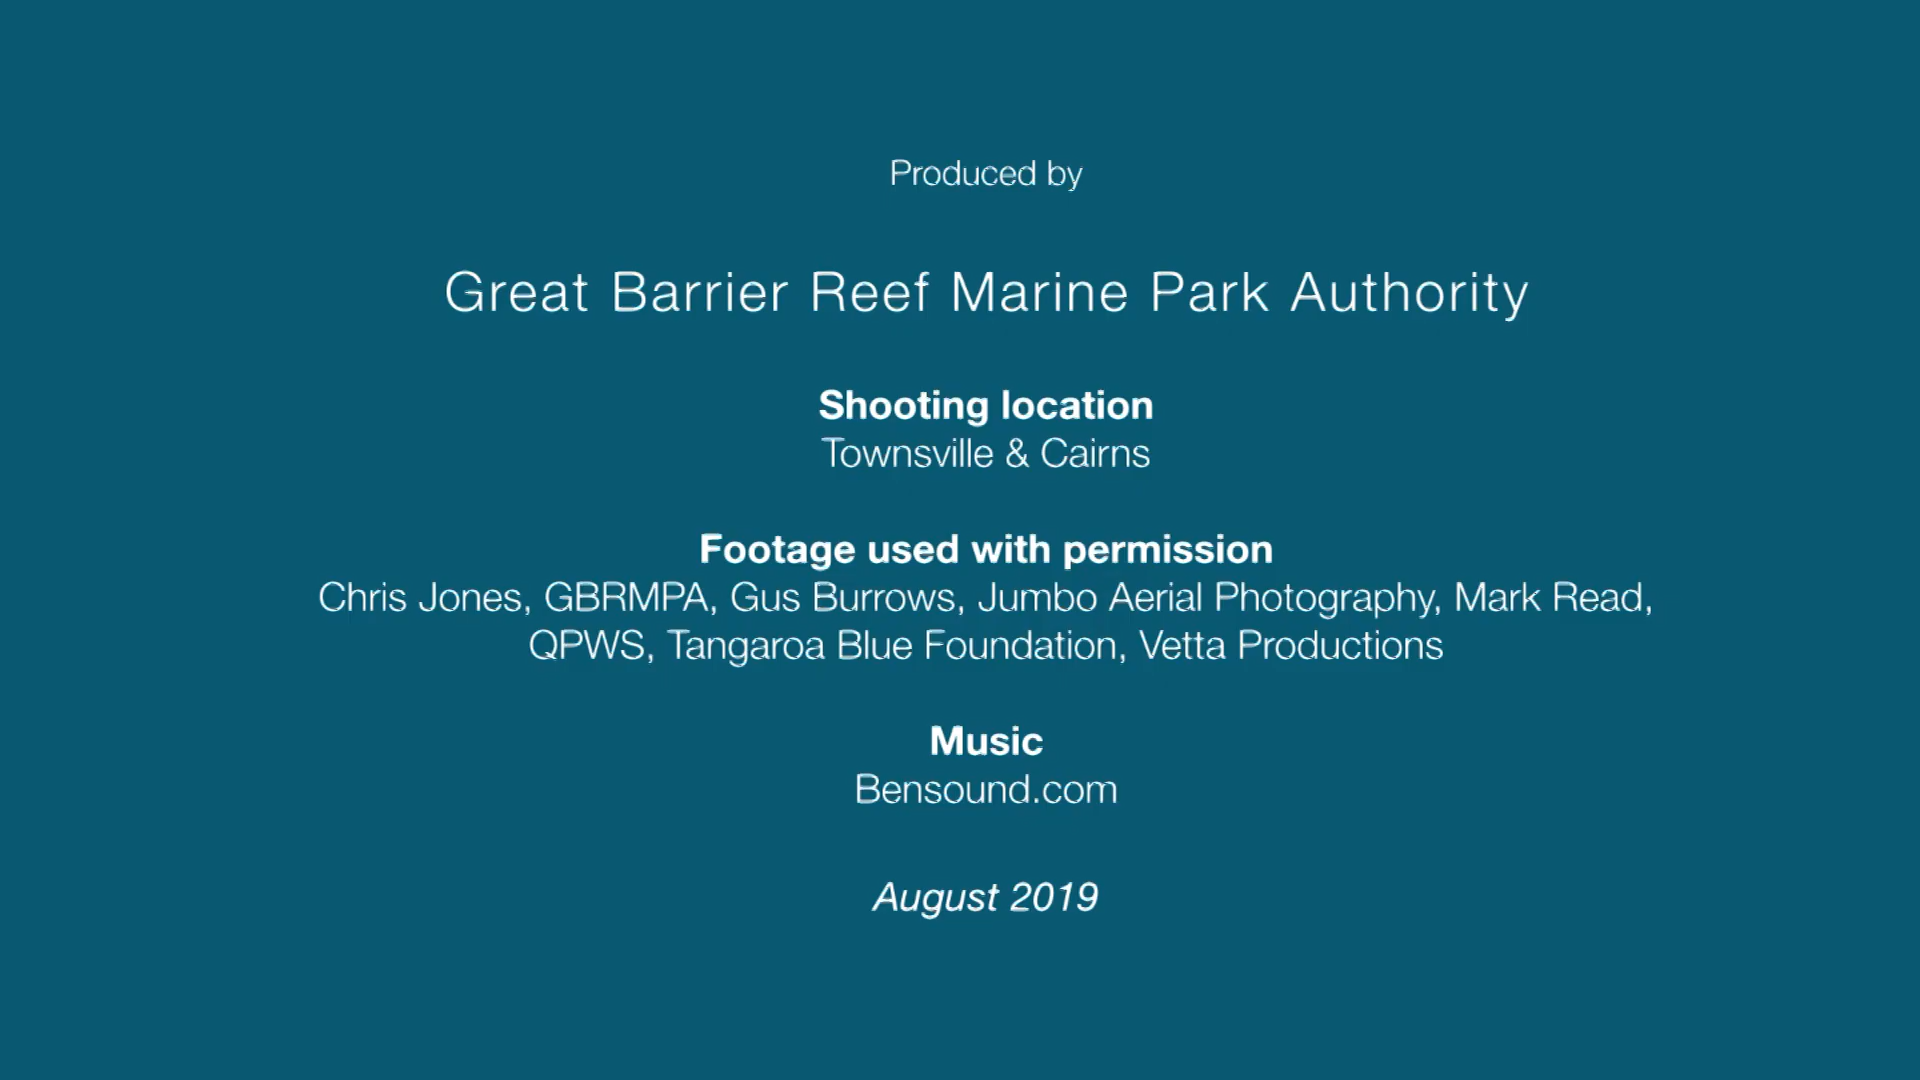 Produced by
Great Barrier Reef Marine Park Authority
Shooting location
Townsville & Cairns
Footage used with permission
Chris Jones, GBRMPA, Gus Burrows, Jumbo Aerial Photography, Mark Read,
QPWS, Tangaroa Blue Foundation, Vetta Productions
Music
Bensound.com
August 2019